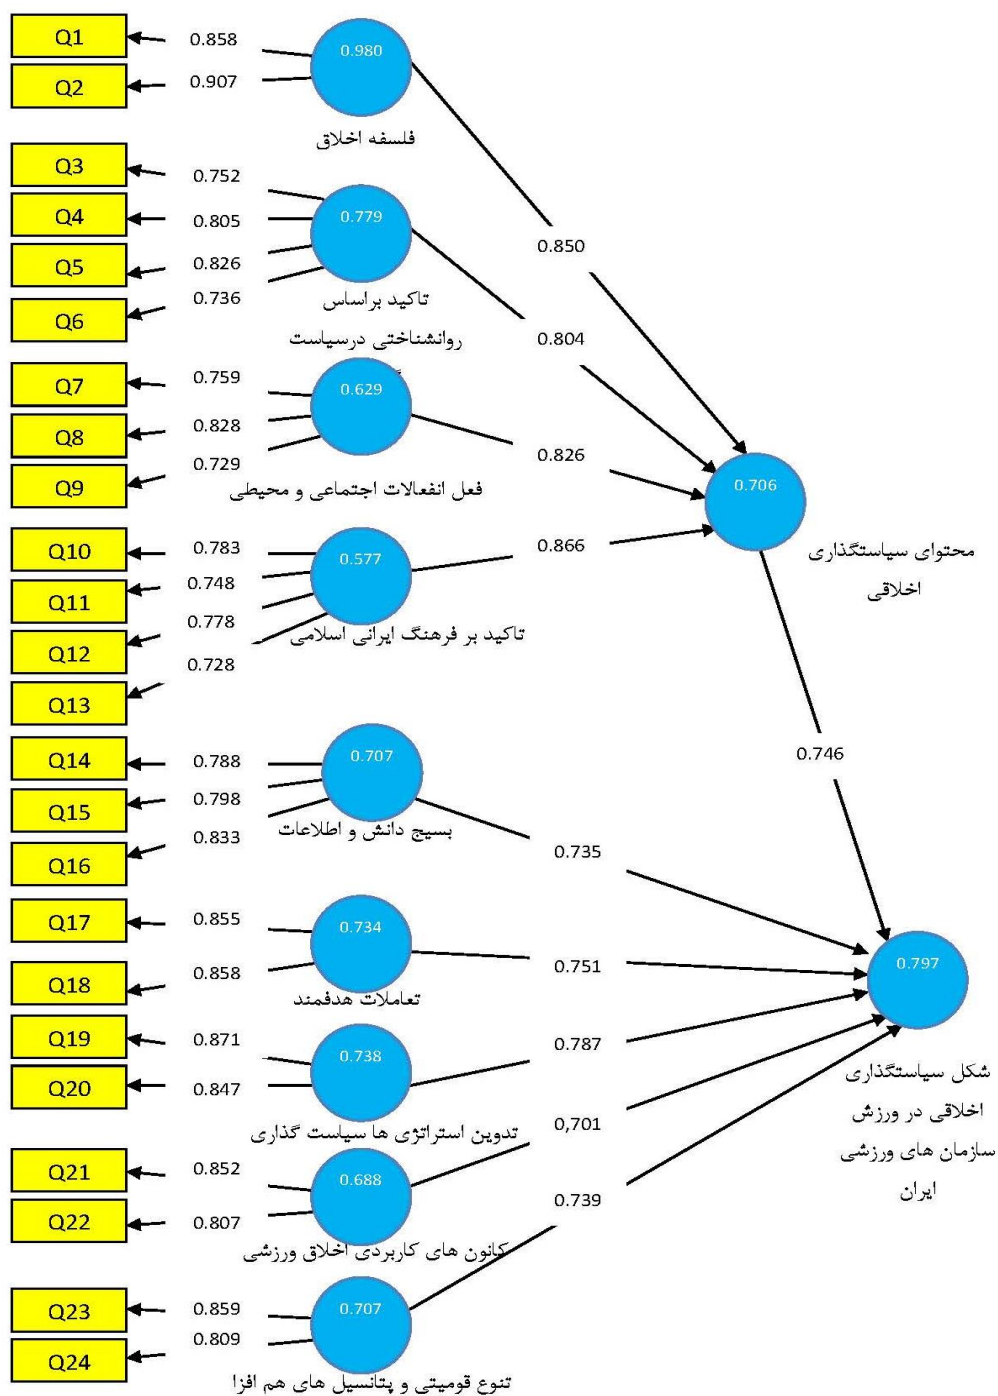 Q1
0.858
0.980
Q2
0.907
فلسفه اخلاق
Q3
0.752
Q4
0.805
0.779
Q5
0.826
Q6
0.736
تاکید براساس
روانشناختی درسیاست
0.850
0.804
Q7
0.759
0.629
Q8
0.828
Q9
0.729
فعل انفعالات اجتماعی و محیطی
0.826
0.706
محتوای سیاستگذاری
اخلاقی
Q10
0.783
0.577
0.866
Q11
0.748
Q12
0.778
Q13
0.728
تاکید بر فرهنگ ایرانی اسلامی
0.746
Q14
0.788
0.707
Q15
0.798
Q16
0.833
بسیج دانش و اطلاعات
0.735
Q17
0.855
0.734
Q18
0.858
تعاملات هدفمند
0.751
0.797
شکل سیاستگذاری
اخلاقی در ورزش
سازمان های ورزشی
ایران
Q19
0.871
0.738
Q20
0.847
تدوین استراتژی ها سیاست گذاری
0.787
Q21
0.852
0.688
Q22
0.807
کانون های کاربردی اخلاق ورزشی
0,701
Q23
0.859
0.707
Q24
0.809
تنوع قومیتی و پتانسیل های هم افزا
0.739